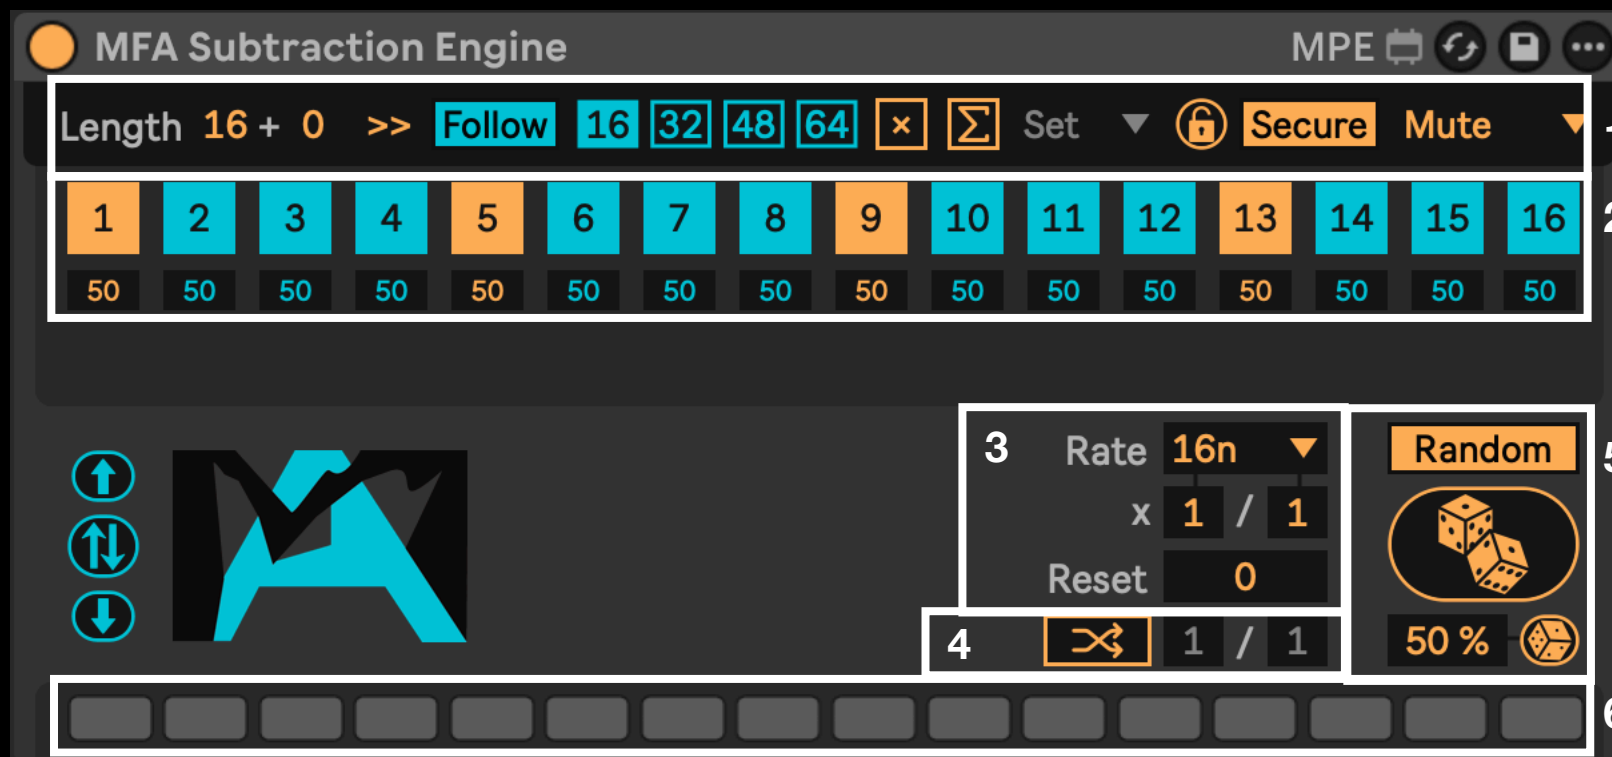 MFA Subtraction Engine MPE
Length 16 + 0 >> Follow 16 32 48 64 × Σ Set Secure Mute
1 2 3 4 5 6 7 8 9 10 11 12 13 14 15 16
50 50 50 50 50 50 50 50 50 50 50 50 50 50 50 50
3 Rate 16n Random
x 1 / 1
Reset 0
4 1 / 1 50 %